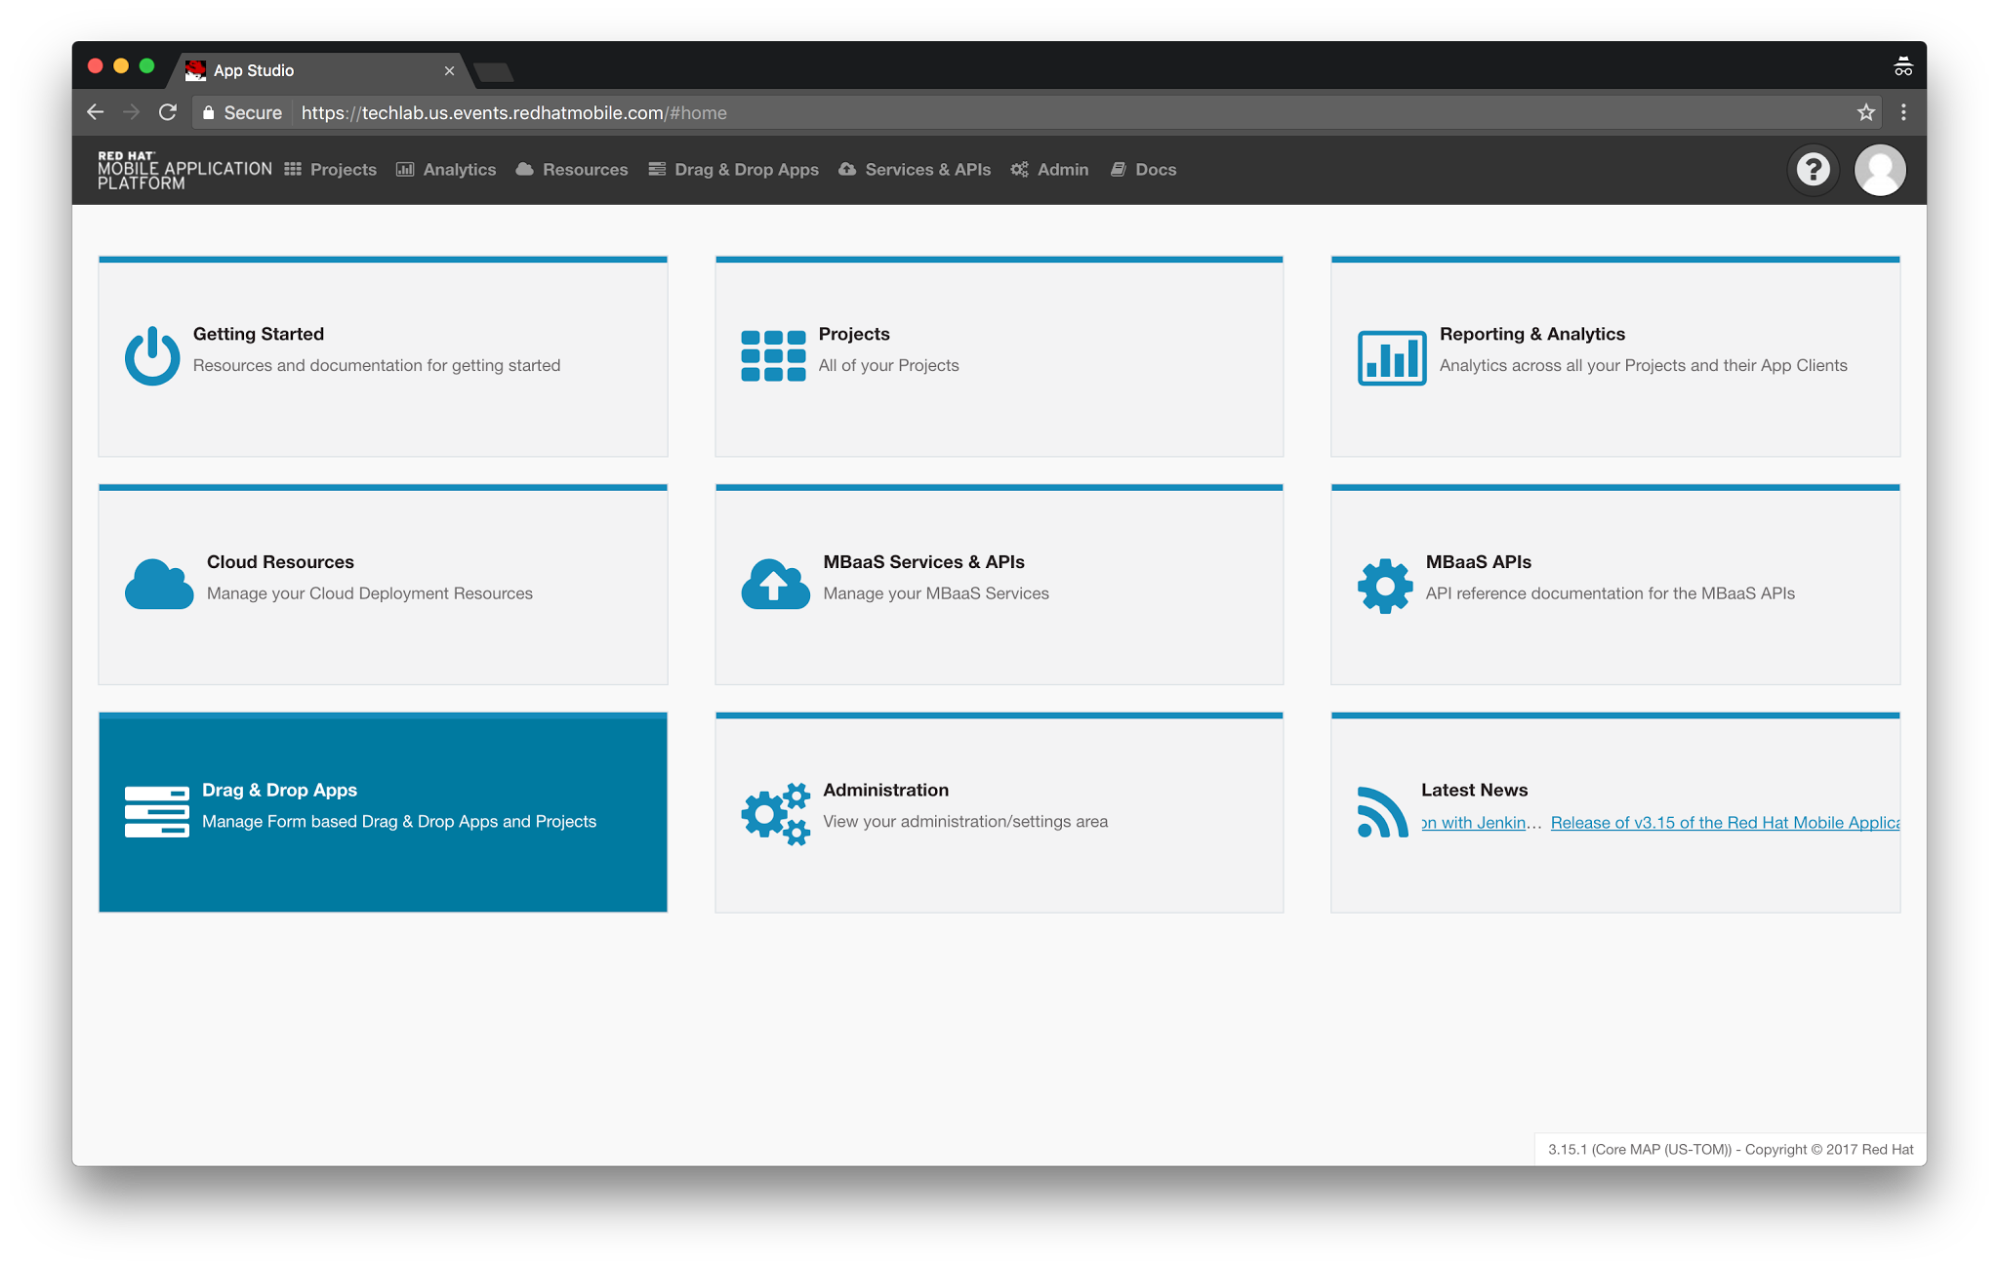 App Studio
Secure https://techlab.us.events.redhatmobile.com/#home
RED HAT
MOBILE APPLICATION
PLATFORM
Projects Analytics Resources Drag & Drop Apps Services & APIs Admin Docs
?
Getting Started
Resources and documentation for getting started
Projects
All of your Projects
Reporting & Analytics
Analytics across all your Projects and their App Clients
Cloud Resources
Manage your Cloud Deployment Resources
MBaaS Services & APIs
Manage your MBaaS Services
MBaaS APIs
API reference documentation for the MBaaS APIs
Drag & Drop Apps
Manage Form based Drag & Drop Apps and Projects
Administration
View your administration/settings area
Latest News
on with Jenkin... Release of v3.15 of the Red Hat Mobile Applica
3.15.1 (Core MAP (US-TOM)) - Copyright © 2017 Red Hat